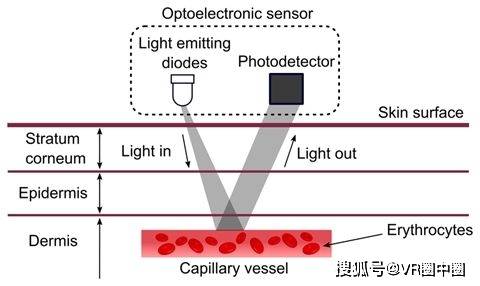 Optoelectronic sensor
Light emitting
diodes
Photodetector
Skin surface
Stratum
corneum
Light in
Light out
Epidermis
Dermis
Erythrocytes
Capillary vessel
搜狐号@VR圈中圈